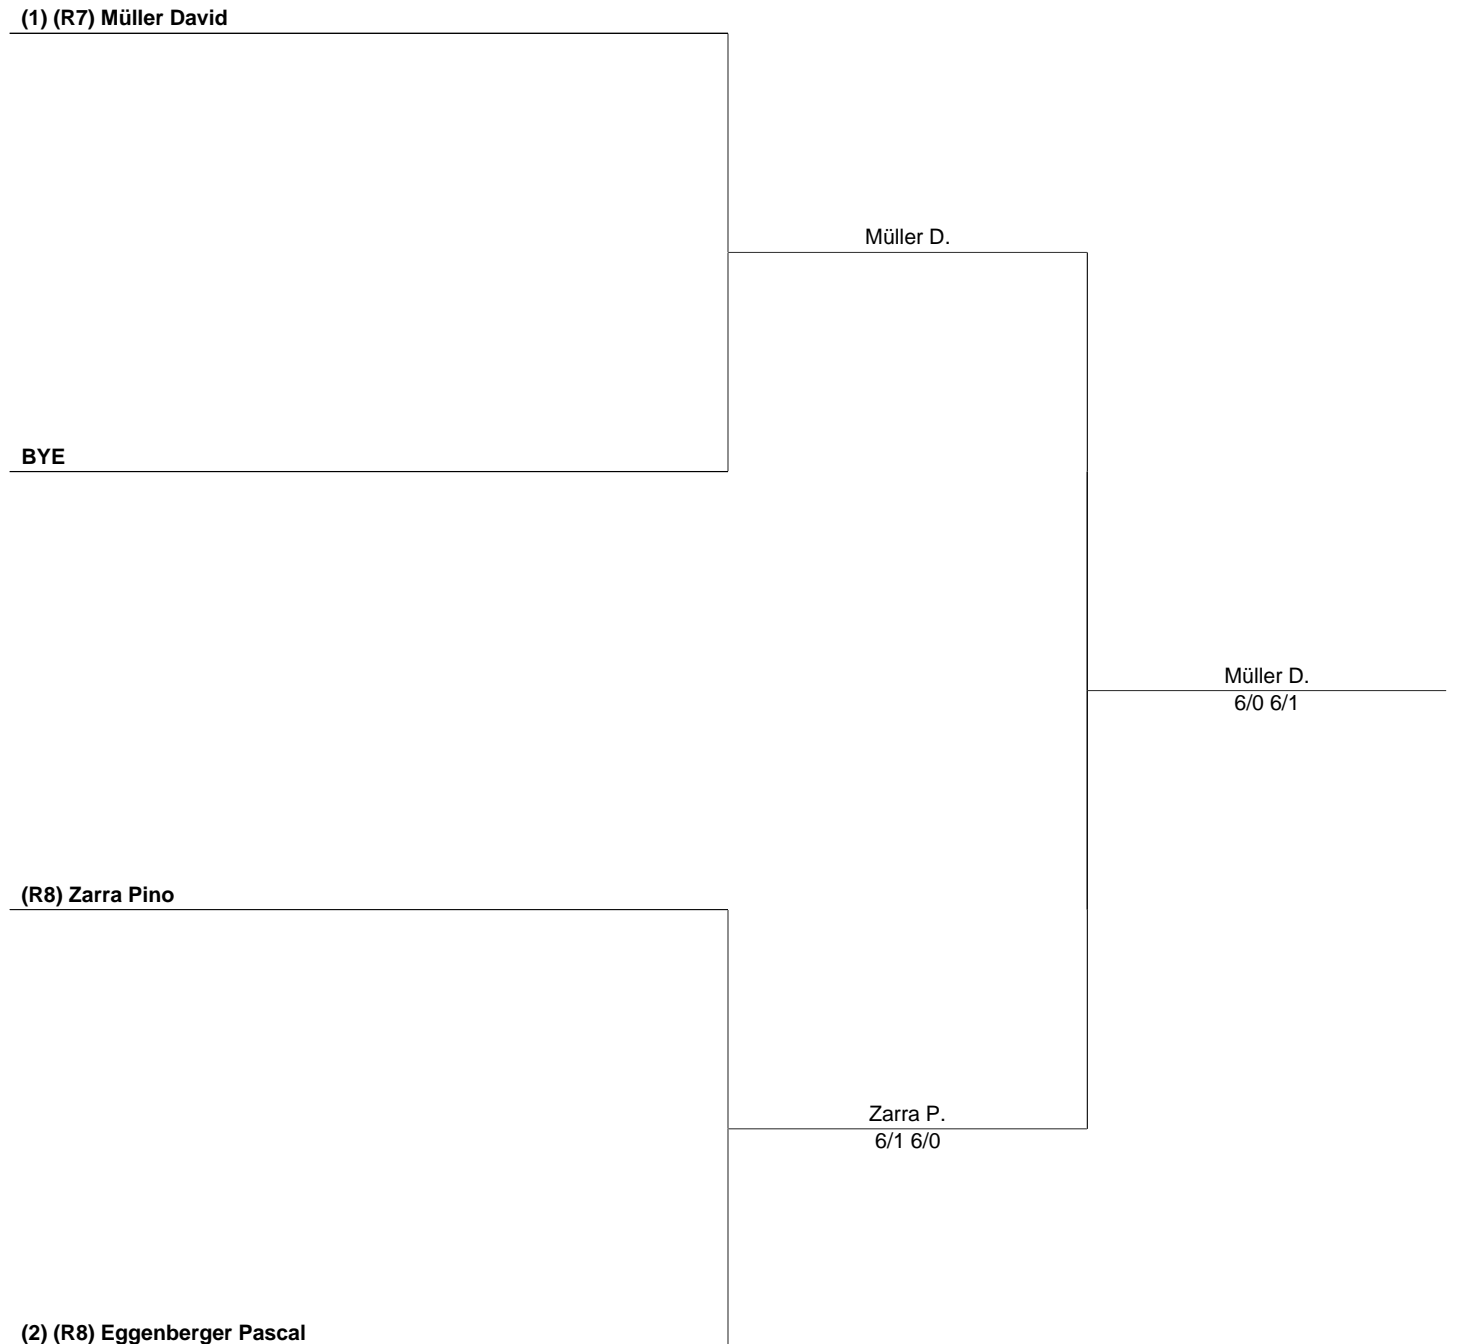 (1) (R7) Müller David
Müller D.
BYE
Müller D.
6/0 6/1
(R8) Zarra Pino
Zarra P.
6/1 6/0
(2) (R8) Eggenberger Pascal